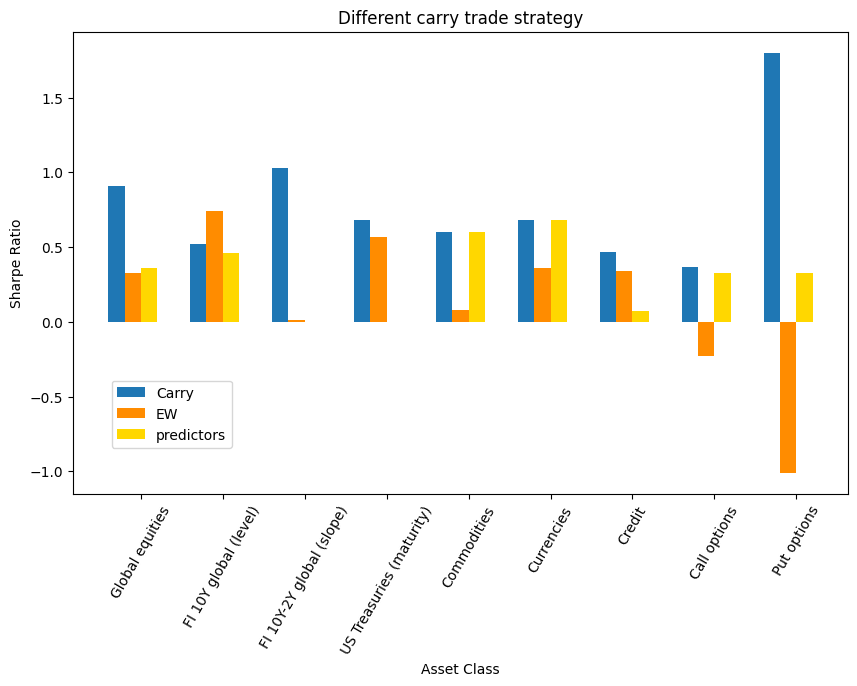 Different carry trade strategy
Sharpe Ratio
1.5
1.0
0.5
0.0
−0.5
−1.0
Carry
EW
predictors
Global equities
FI 10Y global (level)
FI 10Y-2Y global (slope)
US Treasuries (maturity)
Commodities
Currencies
Credit
Call options
Put options
Asset Class